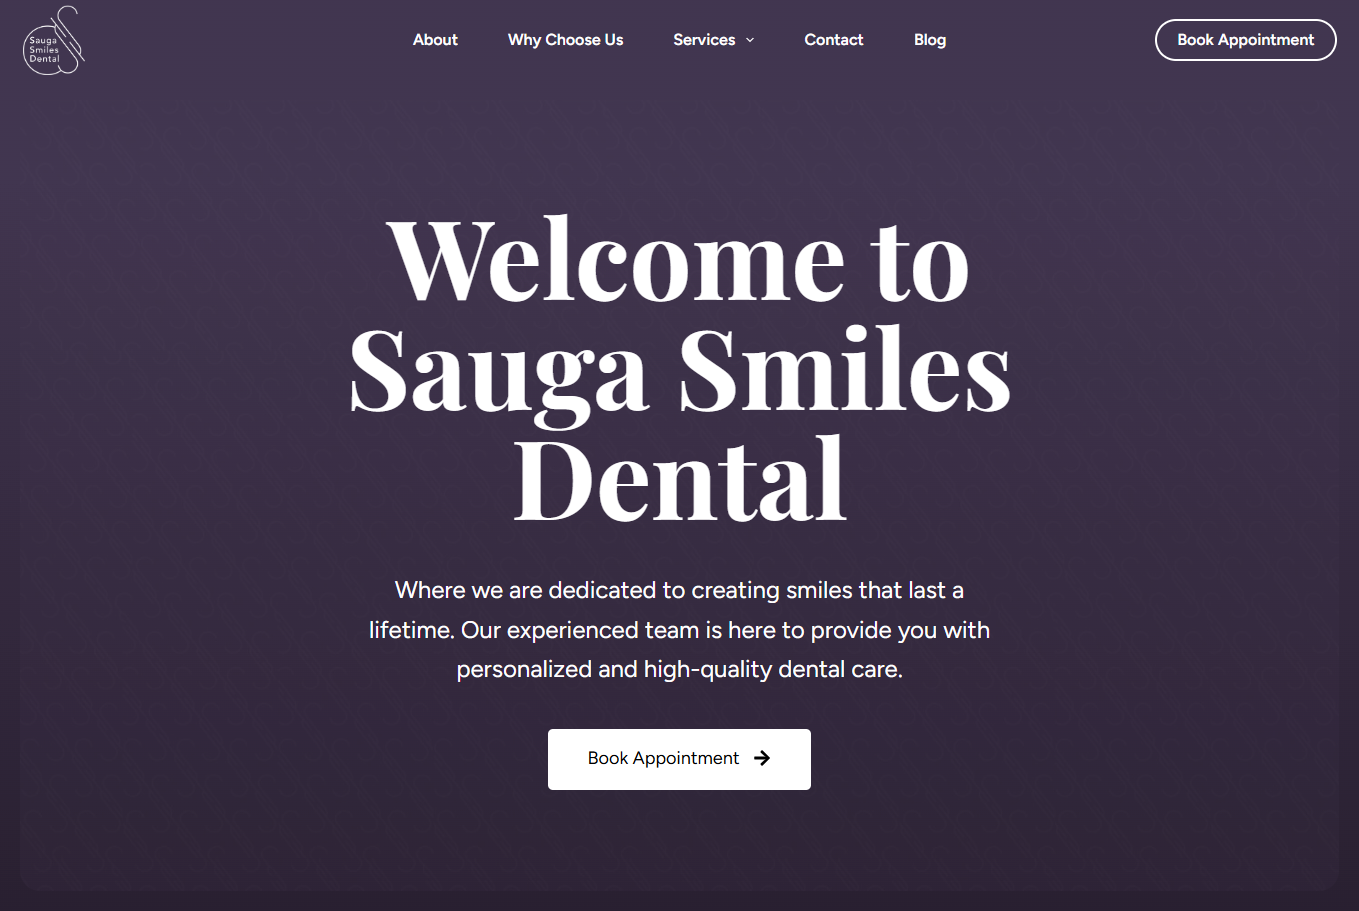 Sauga
Smiles
Dental
About
Why Choose Us
Services
Contact
Blog
Book Appointment
Welcome to
Sauga Smiles
Dental
Where we are dedicated to creating smiles that last a
lifetime. Our experienced team is here to provide you with
personalized and high-quality dental care.
Book Appointment